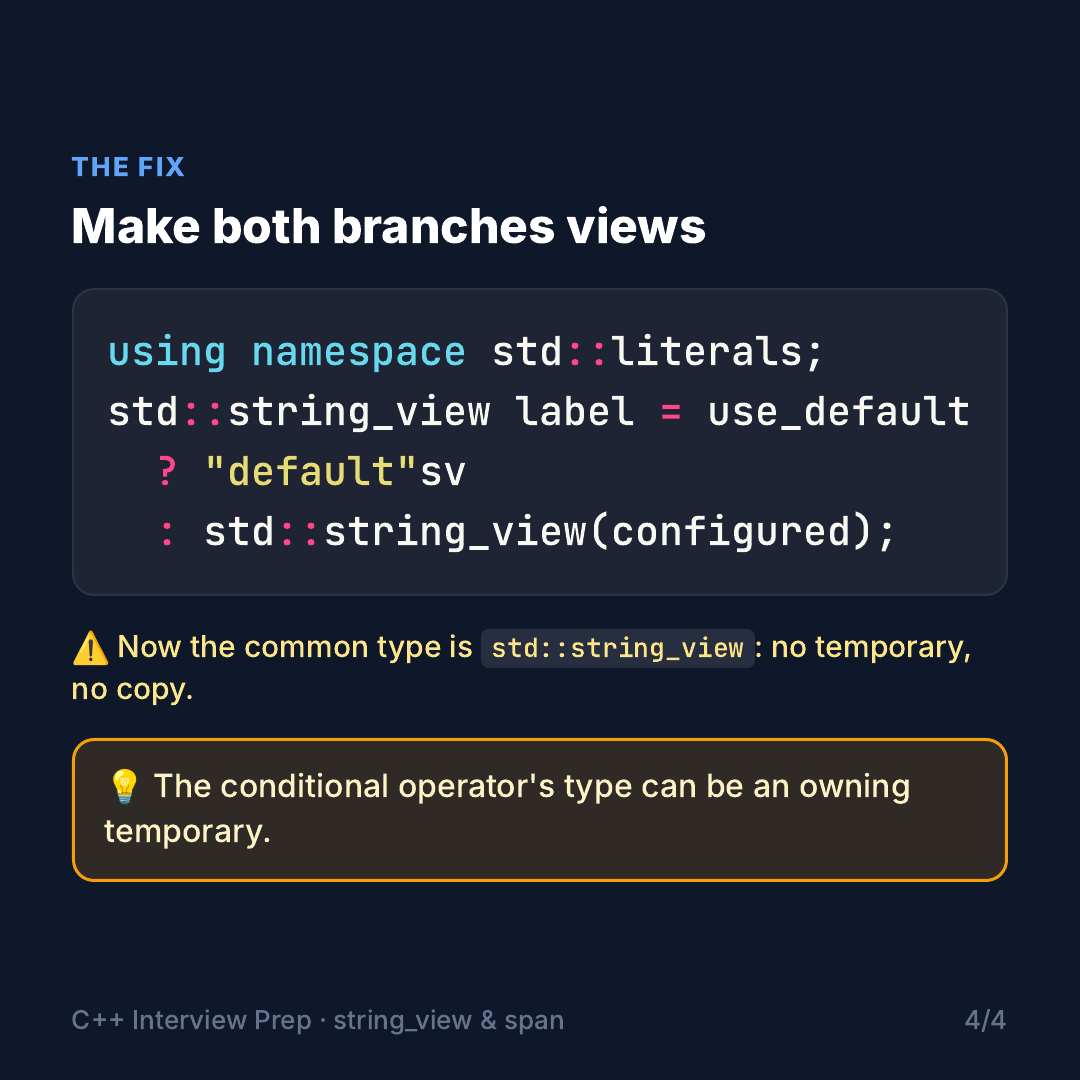 THE FIX
Make both branches views
using namespace std::literals;
std::string_view label = use_default
  ? "default"sv
  : std::string_view(configured);
⚠️ Now the common type is std::string_view: no temporary,
no copy.
💡 The conditional operator's type can be an owning
temporary.
C++ Interview Prep · string_view & span
4/4